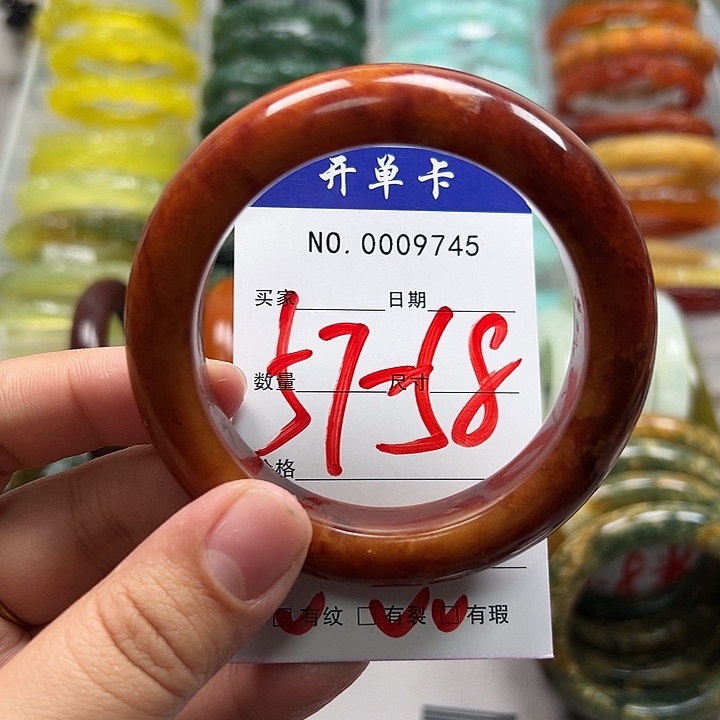 开单卡
NO. 0009745
买家 日期
57-58
数量 尺寸
价格
□有纹 □有裂 □有瑕